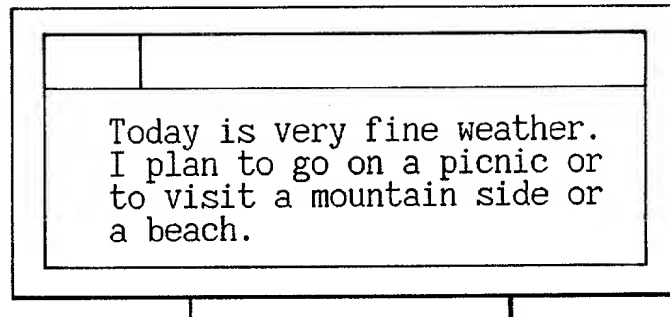 Today is very fine weather.
I plan to go on a picnic or
to visit a mountain side or
a beach.